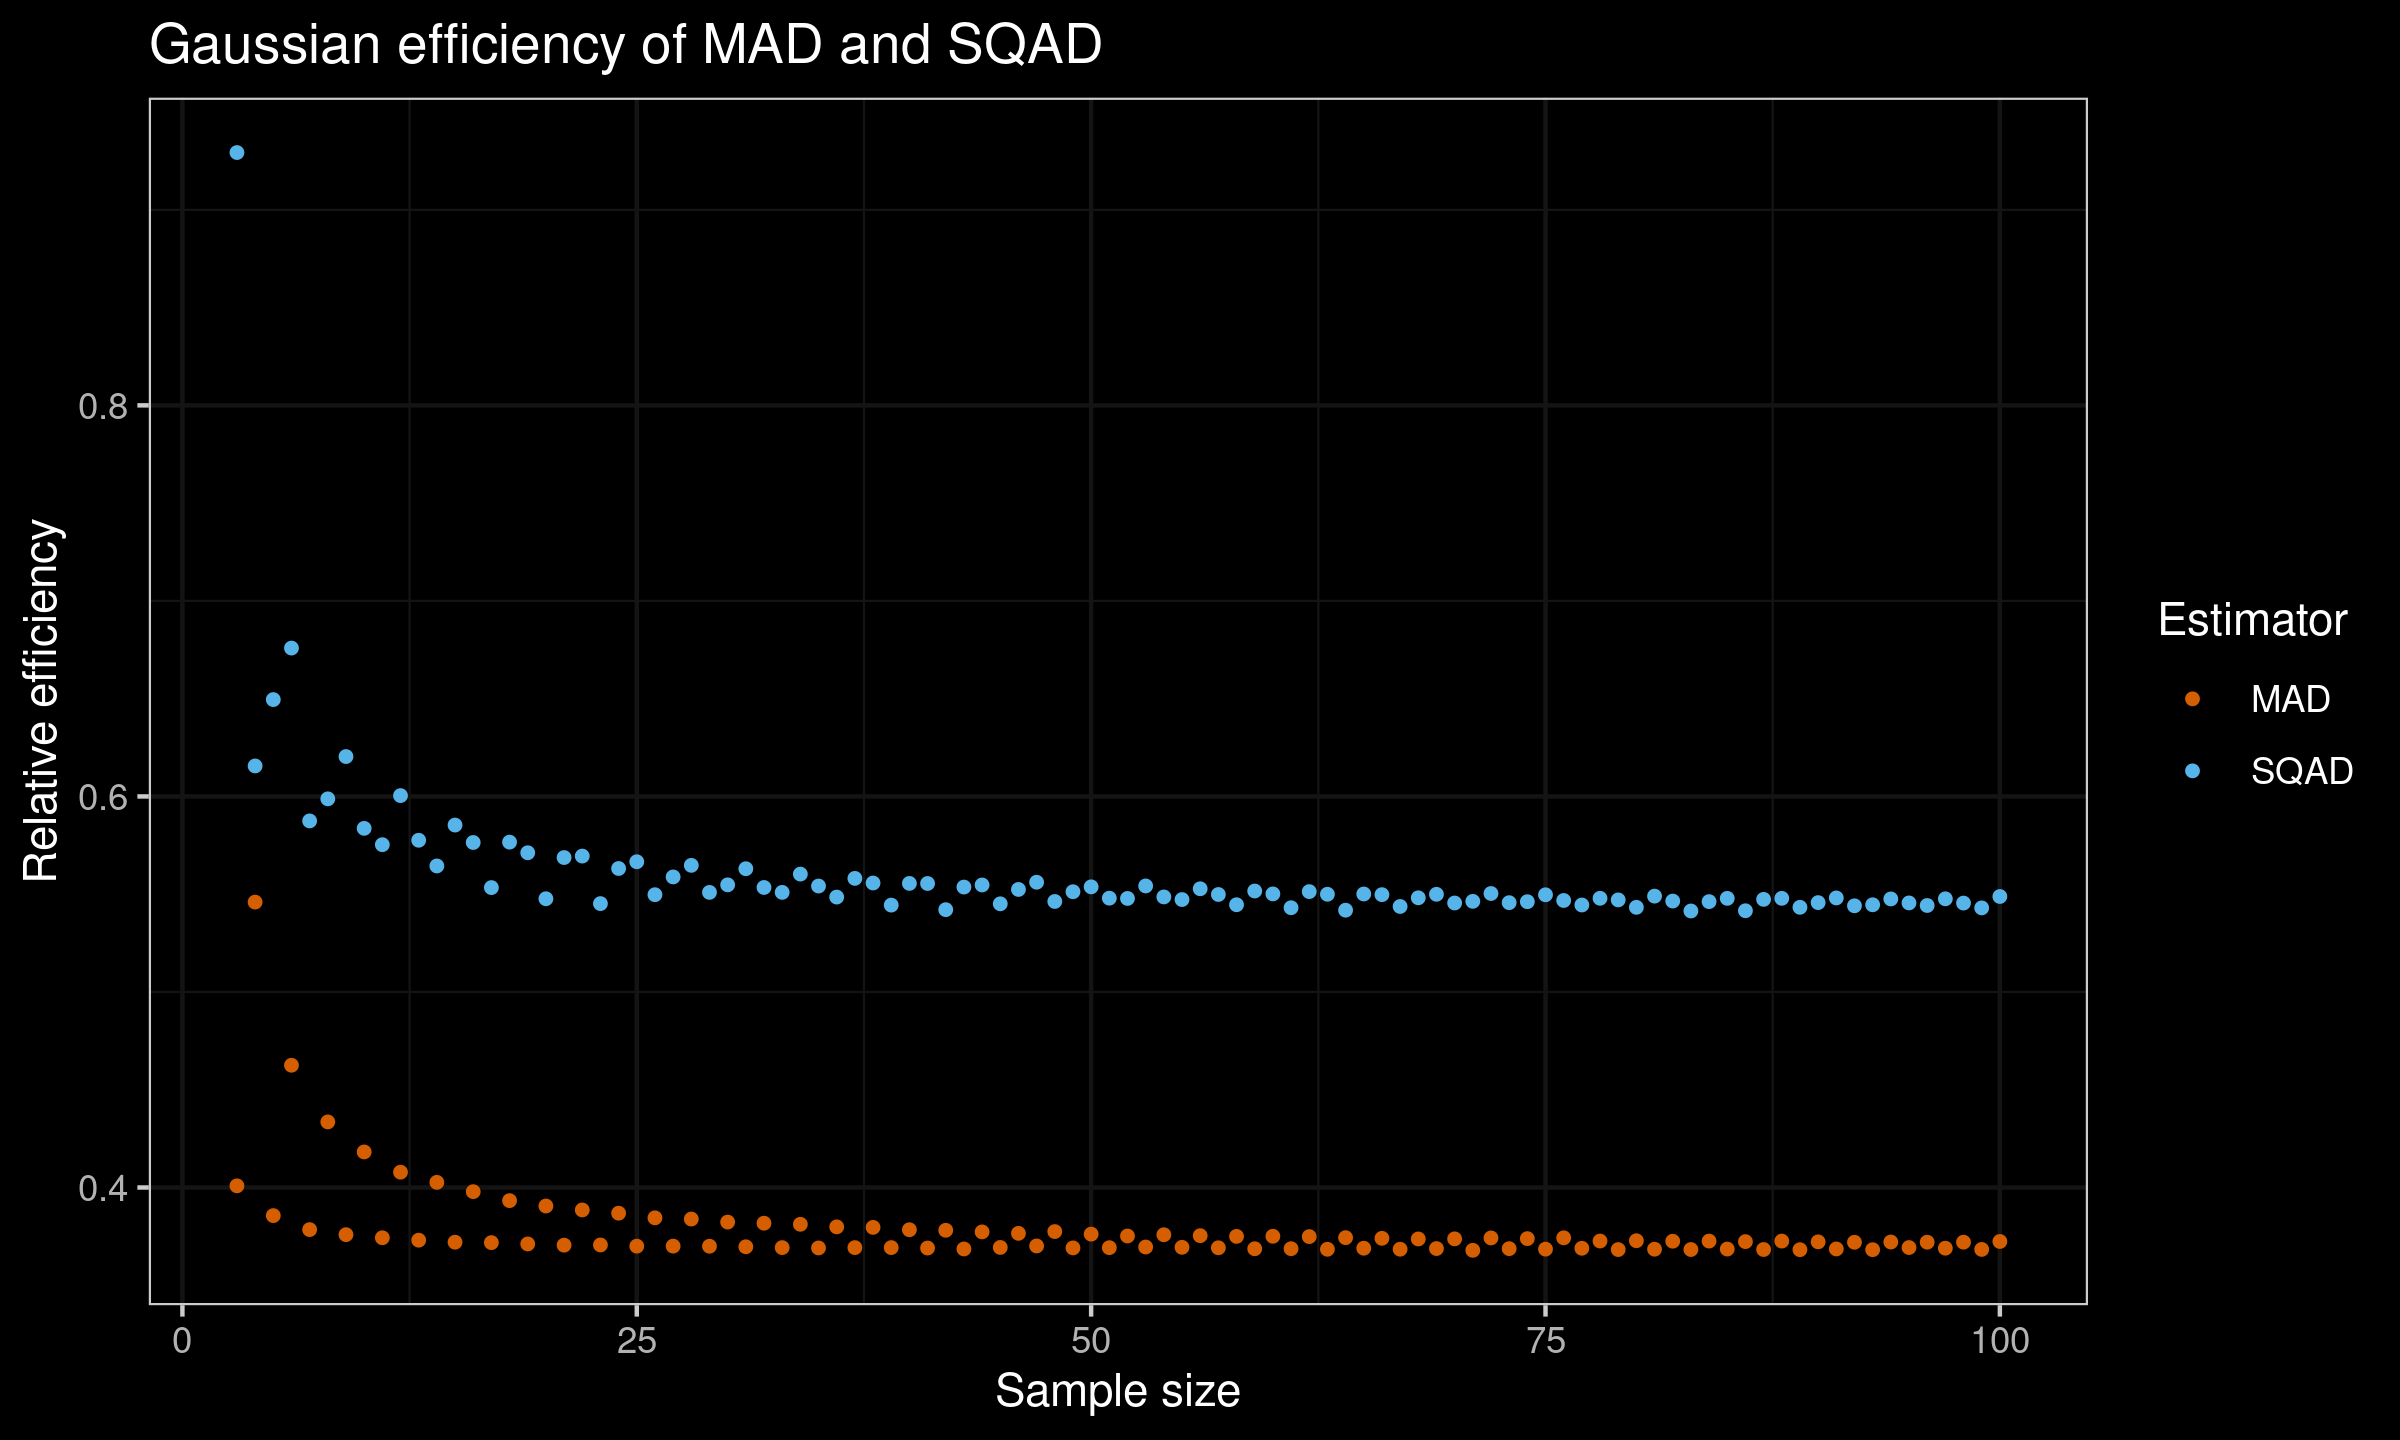 Gaussian efficiency of MAD and SQAD
Relative efficiency
0.8
0.6
0.4
0
25
50
75
100
Sample size
Estimator
MAD
SQAD